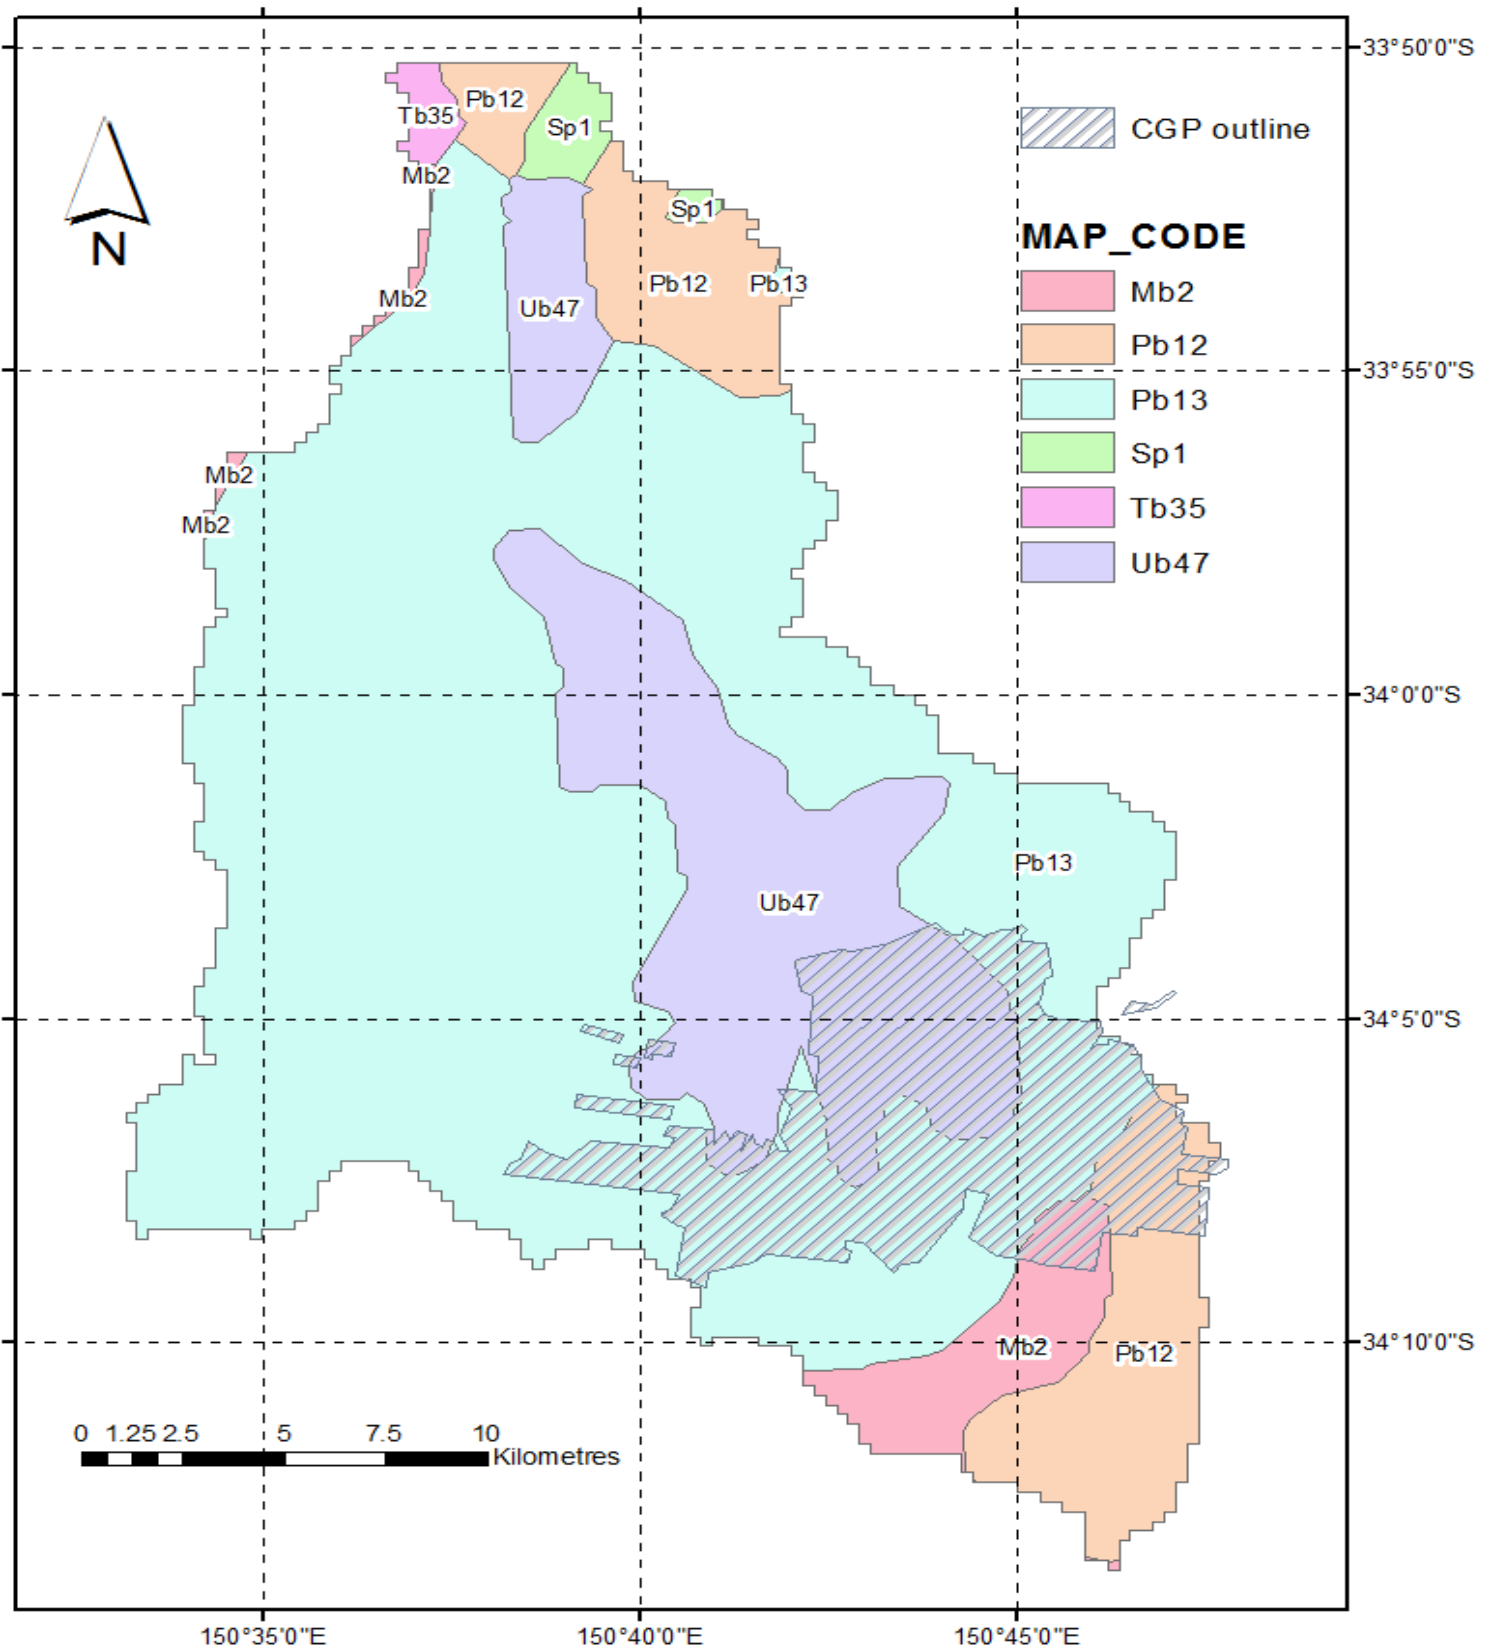 33°50'0"S
Tb35
Pb12
Sp1
CGP outline
Mb2
Sp1
N
MAP_CODE
Mb2
Pb12
Pb13
Sp1
Tb35
Ub47
Mb2
Ub47
Pb12
Pb13
33°55'0"S
Mb2
Mb2
34°0'0"S
Pb13
Ub47
34°5'0"S
34°10'0"S
Mb2
Pb12
0 1.25 2.5 5 7.5 10
Kilometres
150°35'0"E 150°40'0"E 150°45'0"E